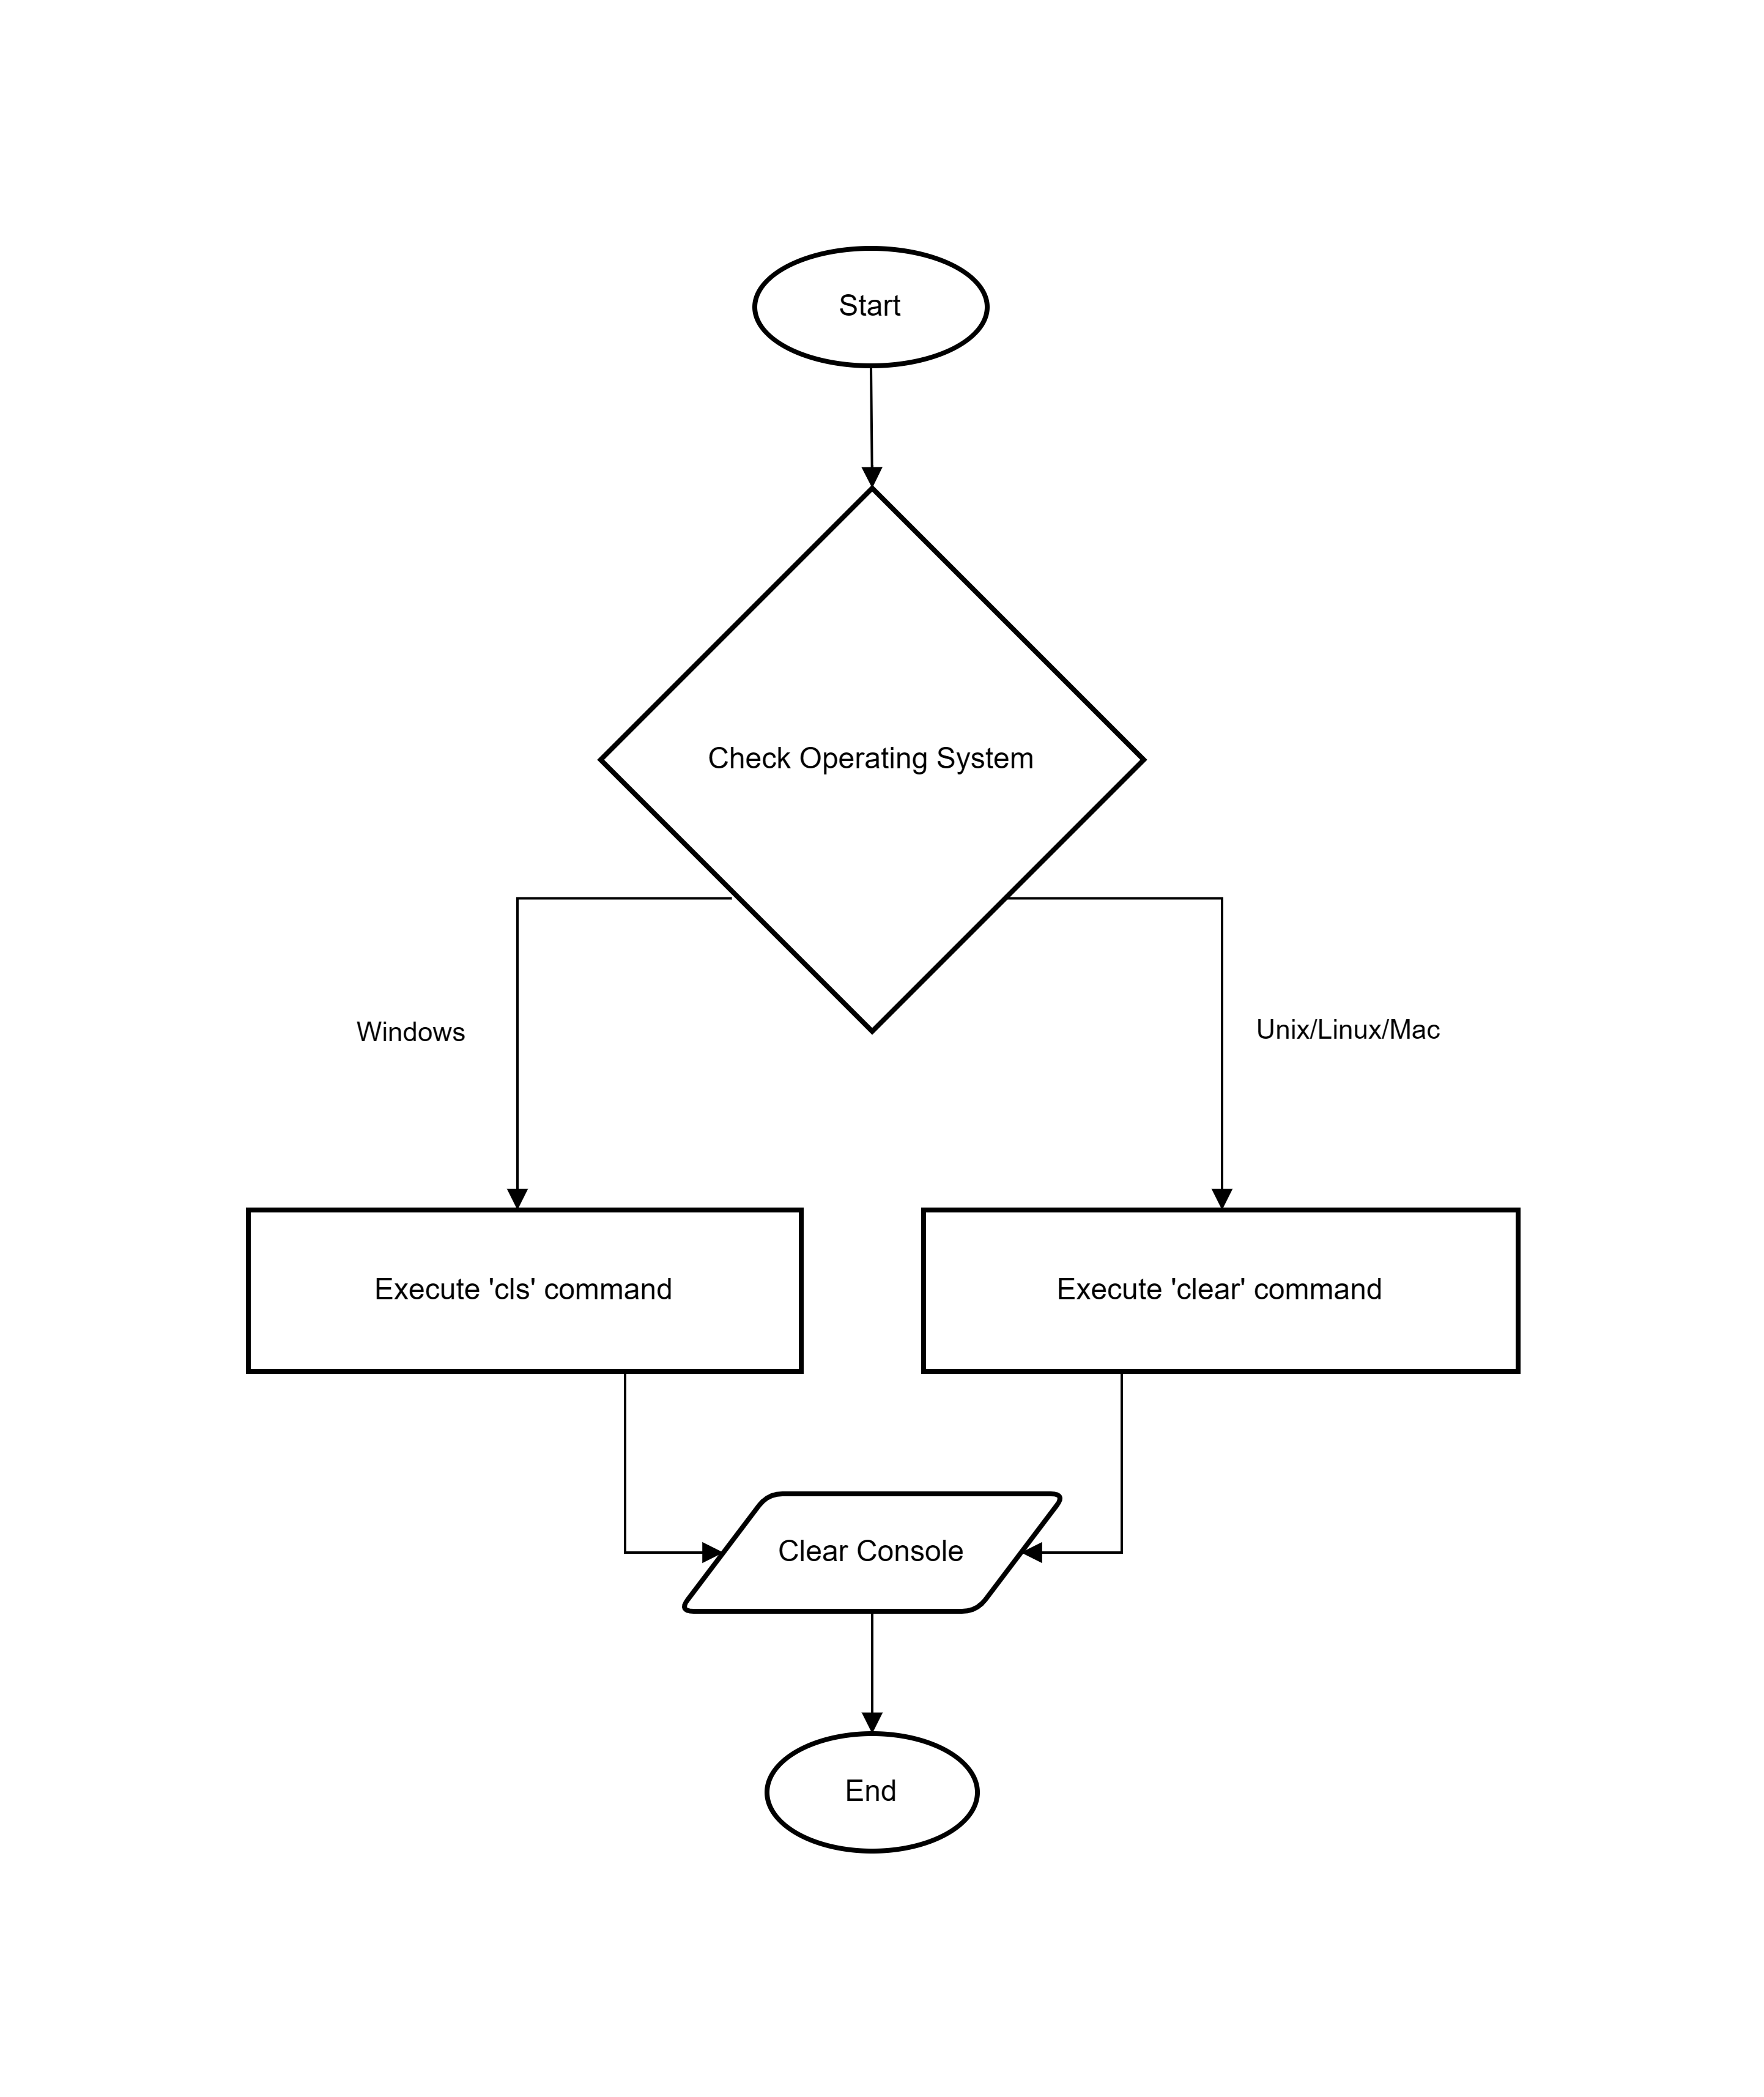 Start
Check Operating System
Windows
Unix/Linux/Mac
Execute 'cls' command
Execute 'clear' command
Clear Console
End